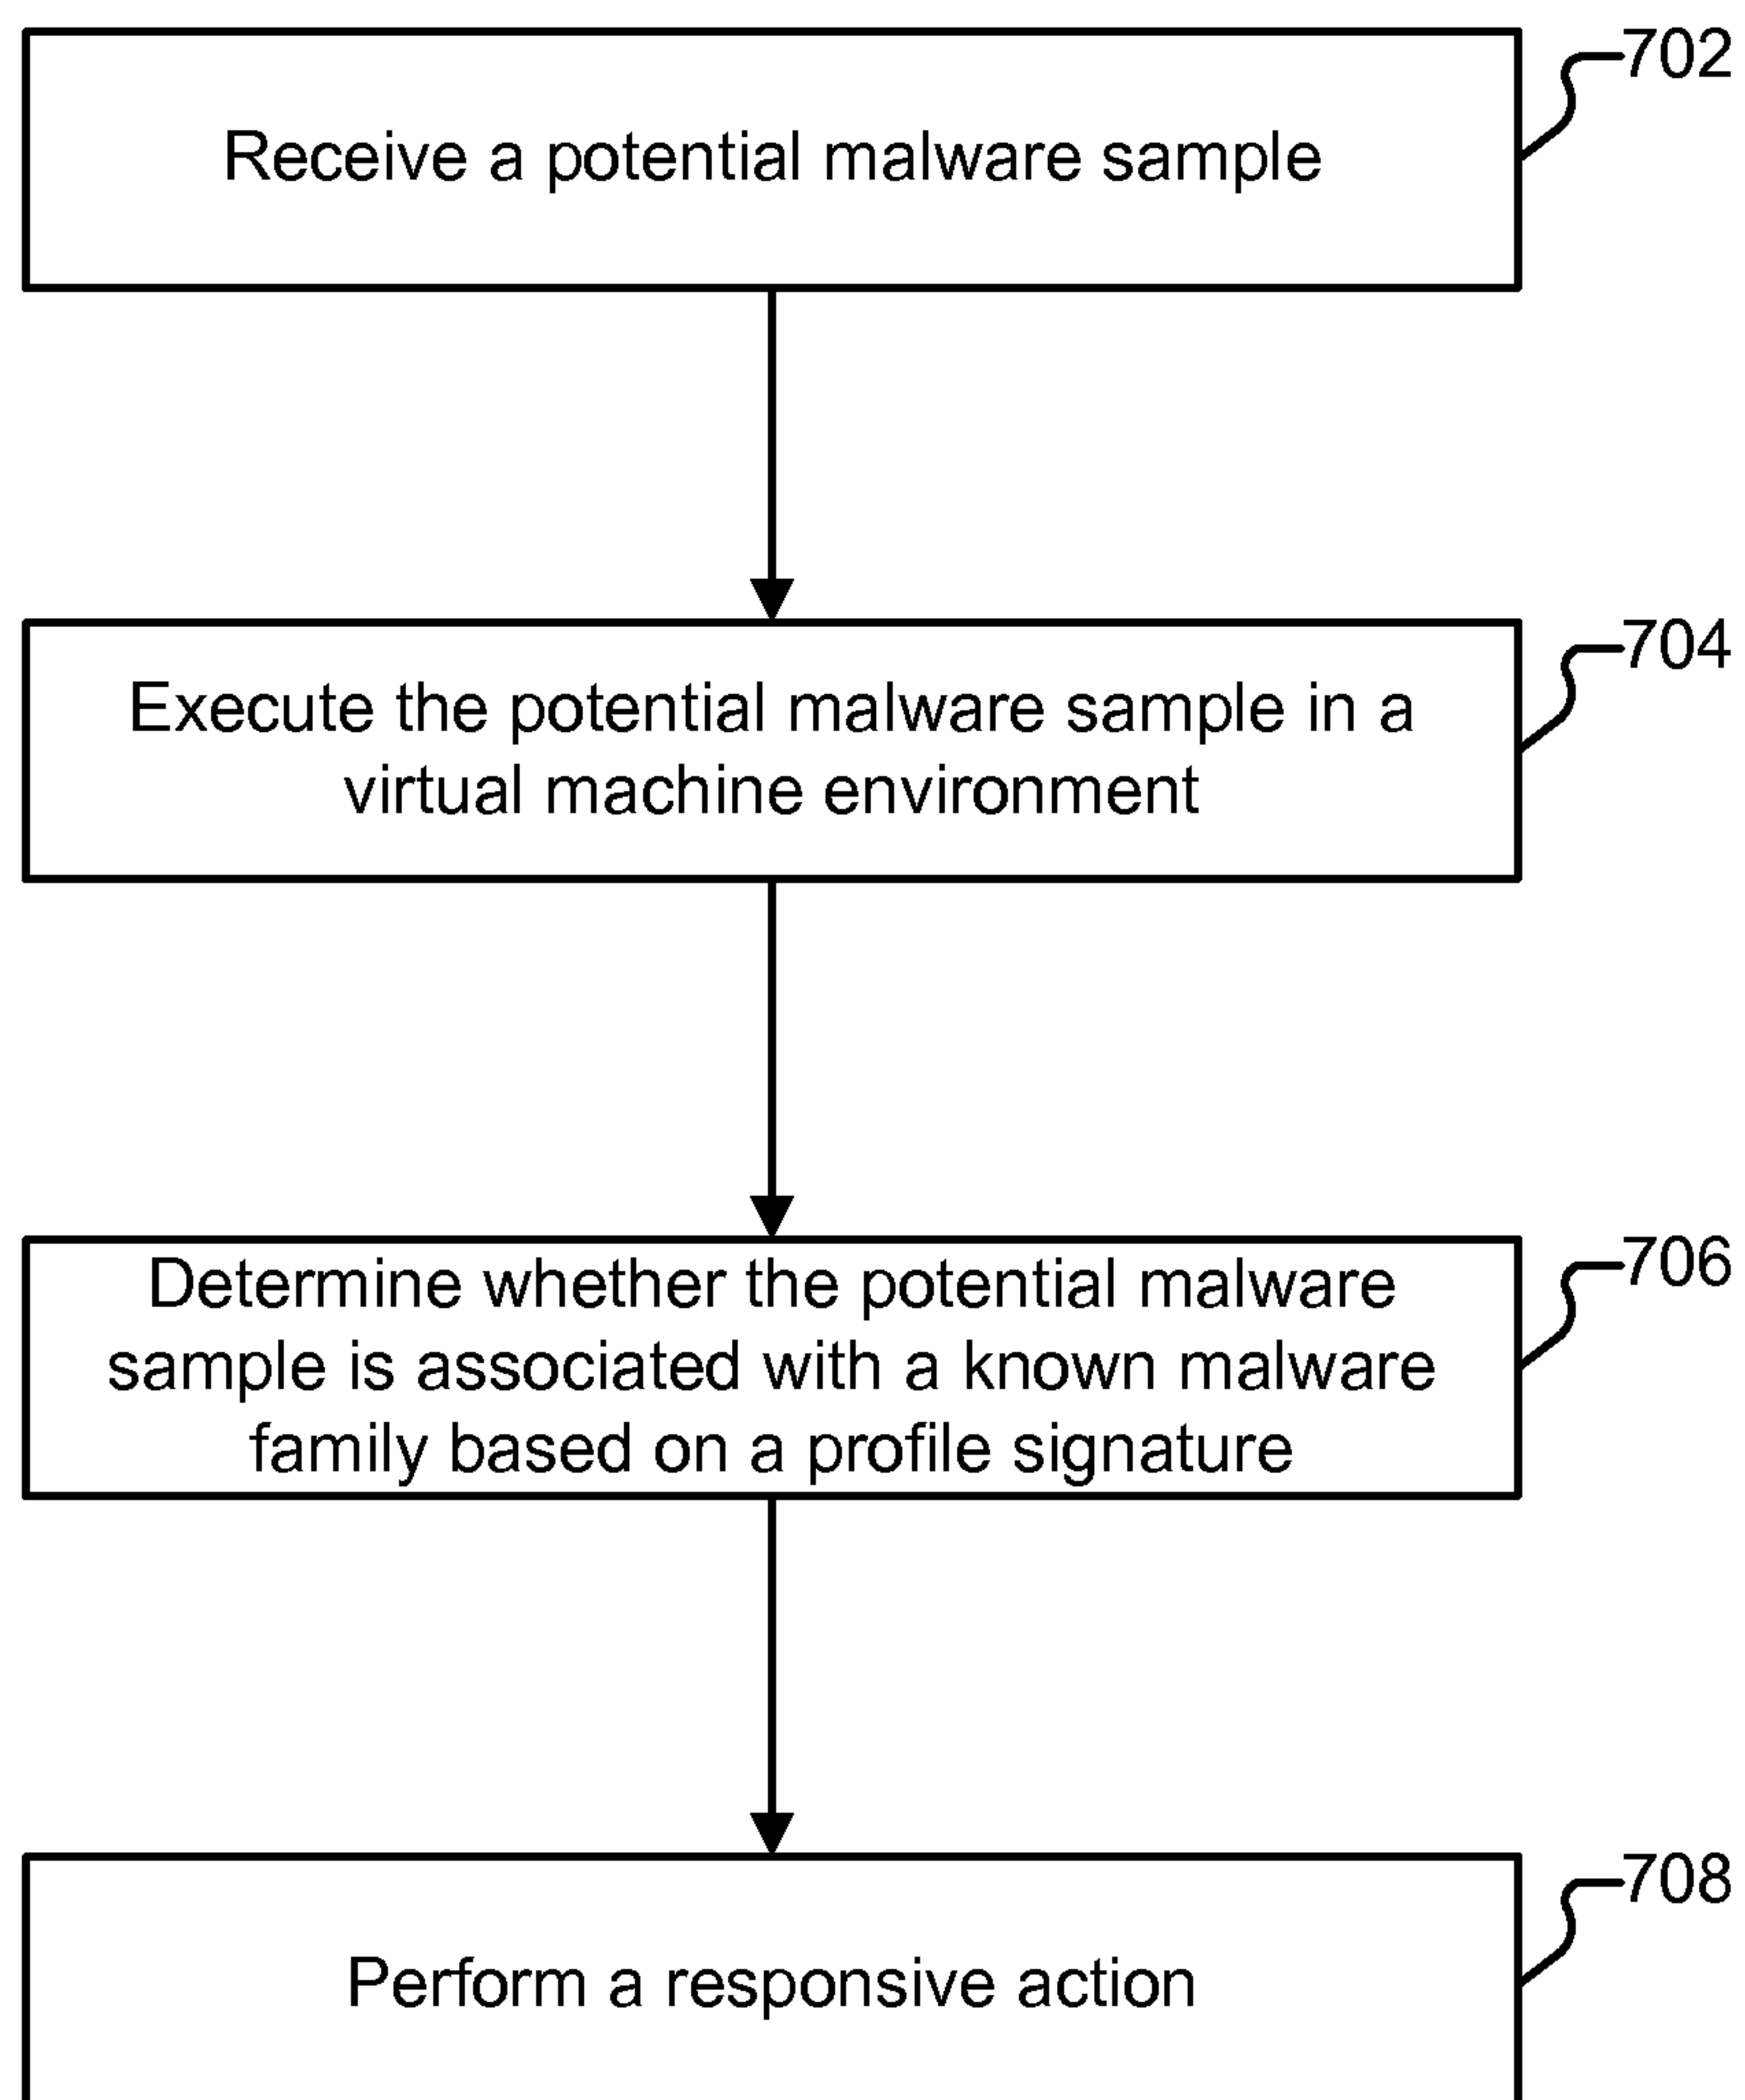 702
Receive a potential malware sample
704
Execute the potential malware sample in a
virtual machine environment
706
Determine whether the potential malware
sample is associated with a known malware
family based on a profile signature
708
Perform a responsive action